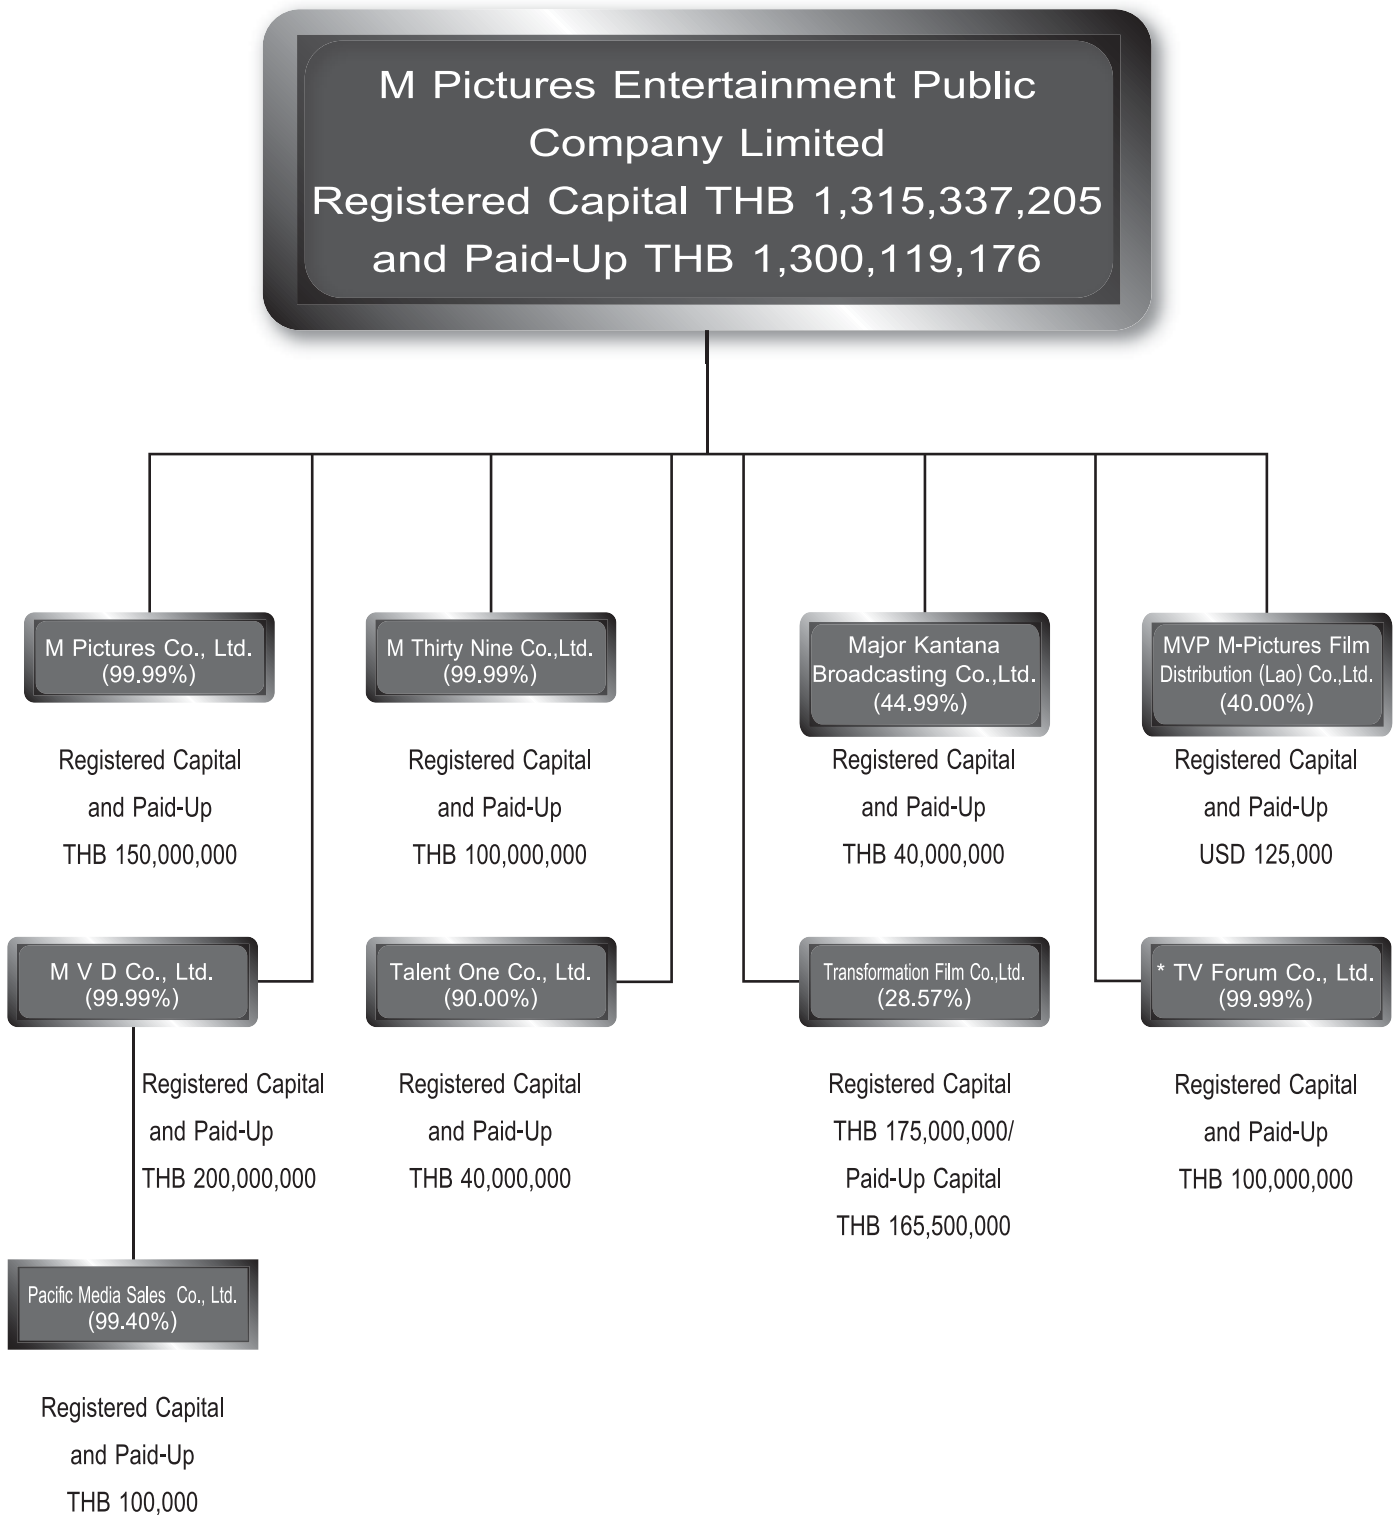 M Pictures Entertainment Public
Company Limited
Registered Capital THB 1,315,337,205
and Paid-Up THB 1,300,119,176
M Pictures Co., Ltd.
(99.99%)
Registered Capital
and Paid-Up
THB 150,000,000
M Thirty Nine Co.,Ltd.
(99.99%)
Registered Capital
and Paid-Up
THB 100,000,000
Major Kantana
Broadcasting Co.,Ltd.
(44.99%)
Registered Capital
and Paid-Up
THB 40,000,000
MVP M-Pictures Film
Distribution (Lao) Co.,Ltd.
(40.00%)
Registered Capital
and Paid-Up
USD 125,000
M V D Co., Ltd.
(99.99%)
Registered Capital
and Paid-Up
THB 200,000,000
Talent One Co., Ltd.
(90.00%)
Registered Capital
and Paid-Up
THB 40,000,000
Transformation Film Co.,Ltd.
(28.57%)
Registered Capital
THB 175,000,000/
Paid-Up Capital
THB 165,500,000
* TV Forum Co., Ltd.
(99.99%)
Registered Capital
and Paid-Up
THB 100,000,000
Pacific Media Sales Co., Ltd.
(99.40%)
Registered Capital
and Paid-Up
THB 100,000